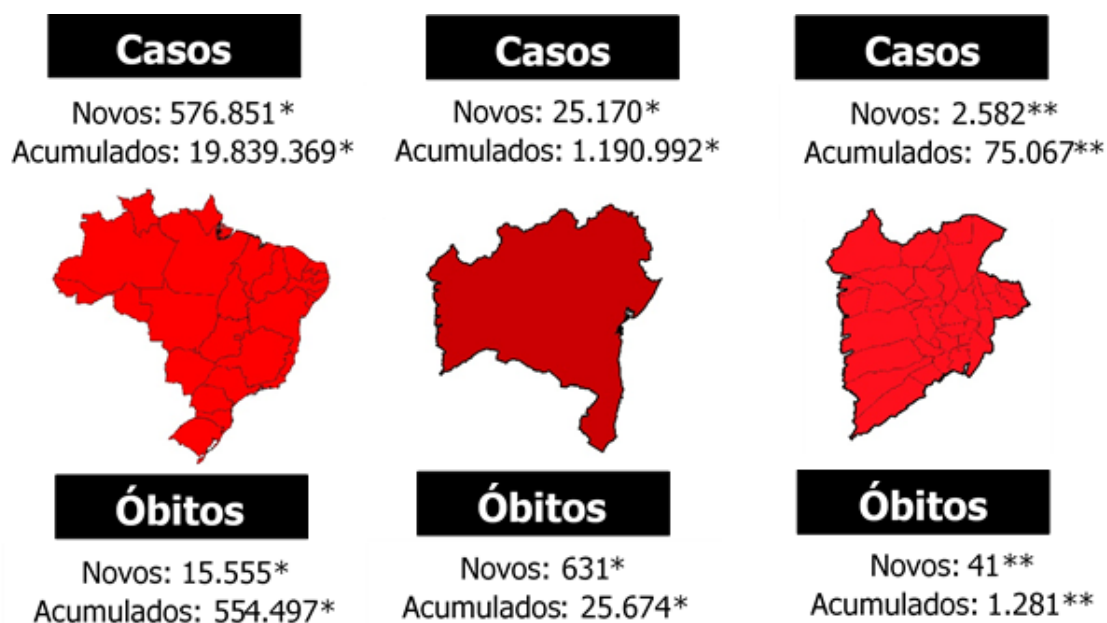 Casos
Novos: 576.851*
Acumulados: 19.839.369*
Óbitos
Novos: 15.555*
Acumulados: 554.497*
Casos
Novos: 25.170*
Acumulados: 1.190.992*
Óbitos
Novos: 631*
Acumulados: 25.674*
Casos
Novos: 2.582**
Acumulados: 75.067**
Óbitos
Novos: 41**
Acumulados: 1.281**